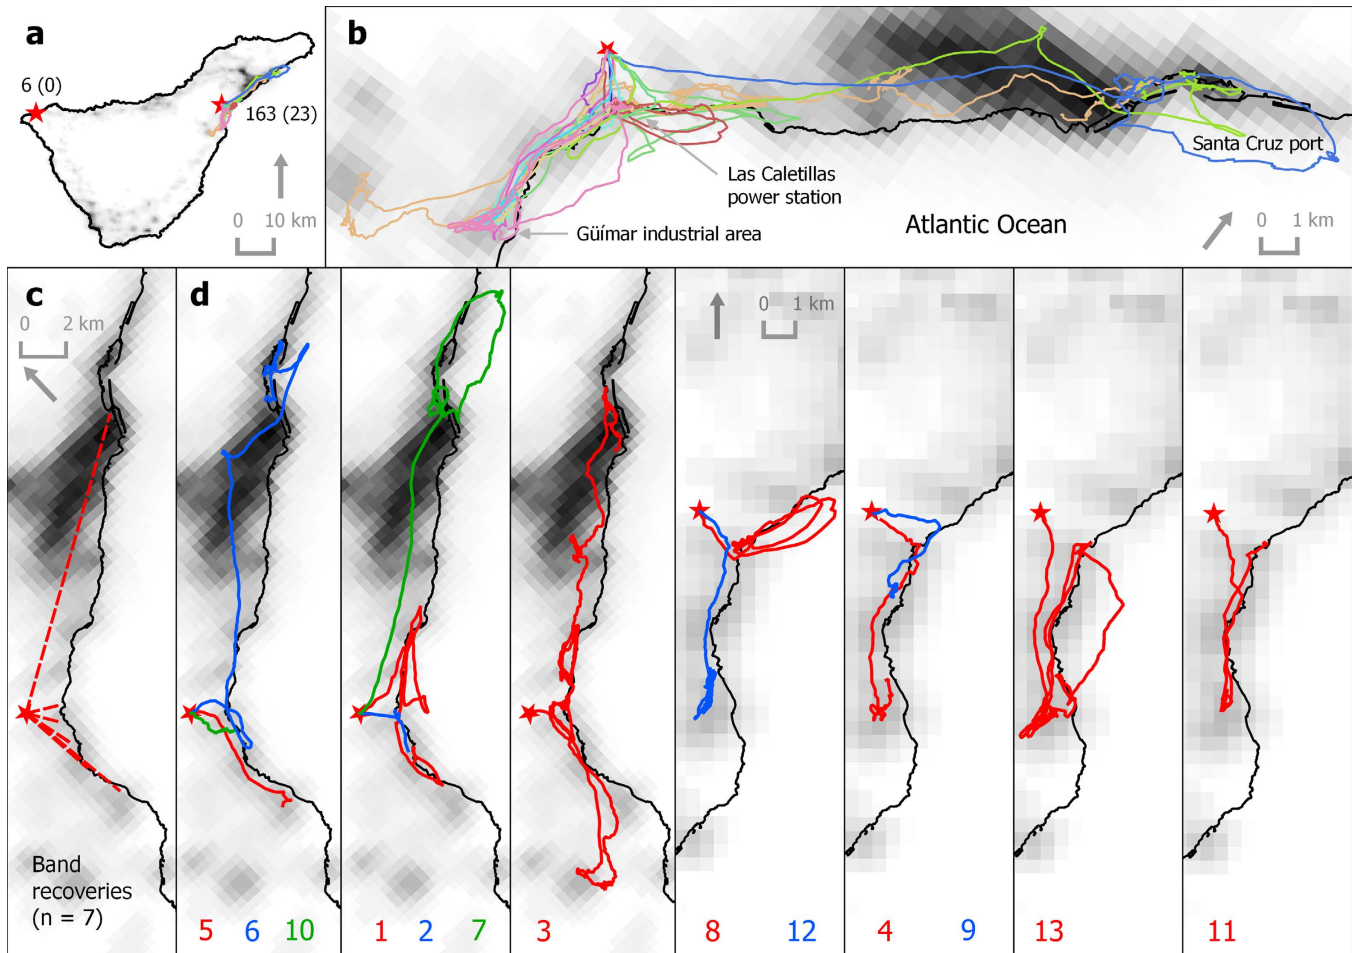 a
6 (0)
163 (23)
0
10 km
b
Las Caletillas
power station
Güímar industrial area
Santa Cruz port
Atlantic Ocean
0
1 km
c
0
2 km
Band
recoveries
(n = 7)
d
5 6 10
1 2 7
3
0
1 km
8 12
4 9
13
11